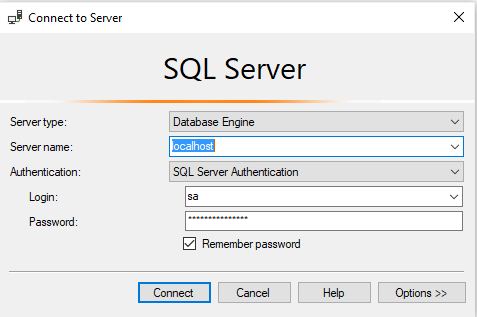 Connect to Server
SQL Server
Server type: Database Engine
Server name: localhost
Authentication: SQL Server Authentication
Login: sa
Password: ***************
Remember password
Connect Cancel Help Options >>